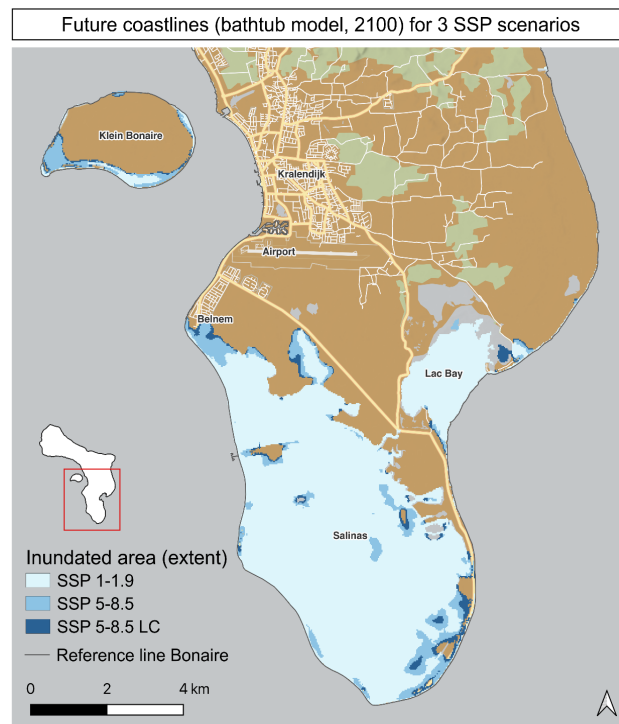 Future coastlines (bathtub model, 2100) for 3 SSP scenarios
Klein Bonaire
Kralendijk
Airport
Belnem
Lac Bay
Salinas
Inundated area (extent)
SSP 1-1.9
SSP 5-8.5
SSP 5-8.5 LC
Reference line Bonaire
0 2 4 km